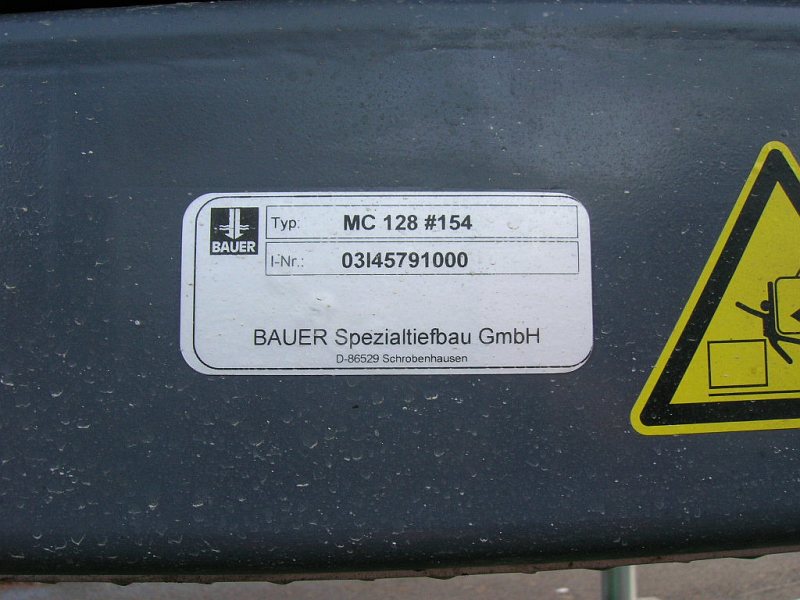 BAUER
Typ: MC 128 #154
I-Nr.: 03I45791000
BAUER Spezialtiefbau GmbH
D-86529 Schrobenhausen